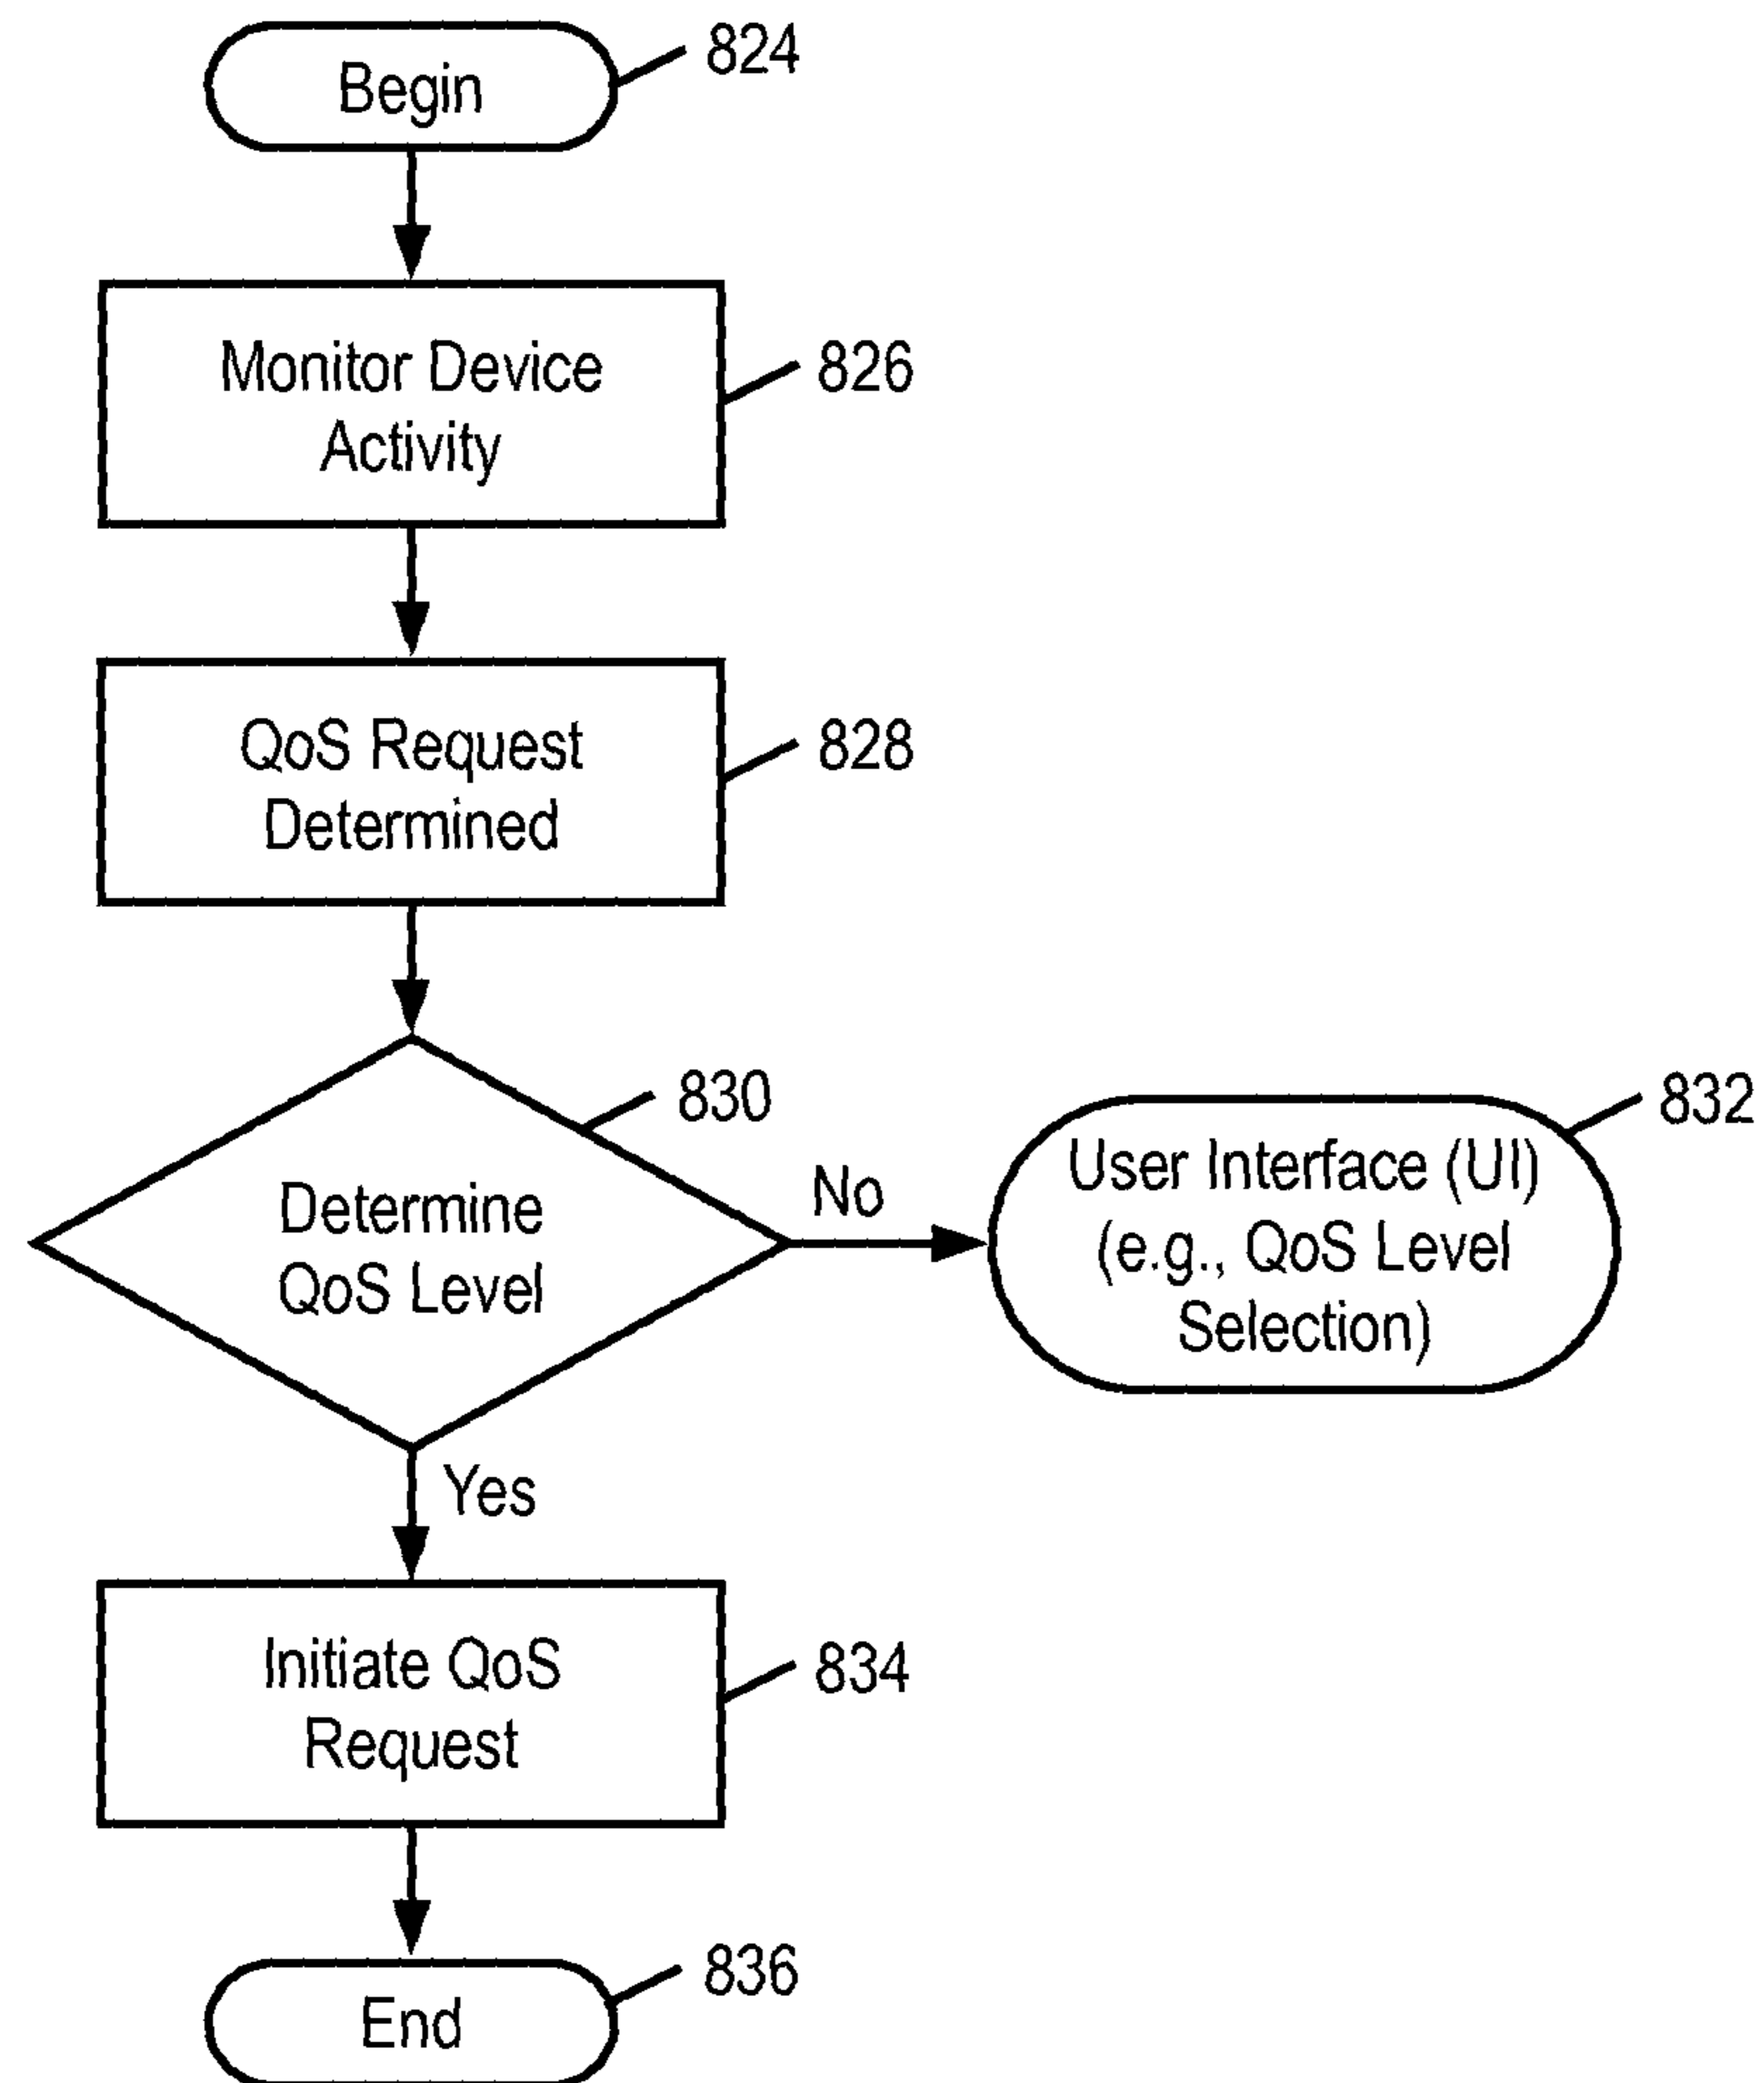 Begin
824
Monitor Device
Activity
826
QoS Request
Determined
828
830
Determine
QoS Level
No
832
User Interface (UI)
(e.g., QoS Level
Selection)
Yes
Initiate QoS
Request
834
End
836